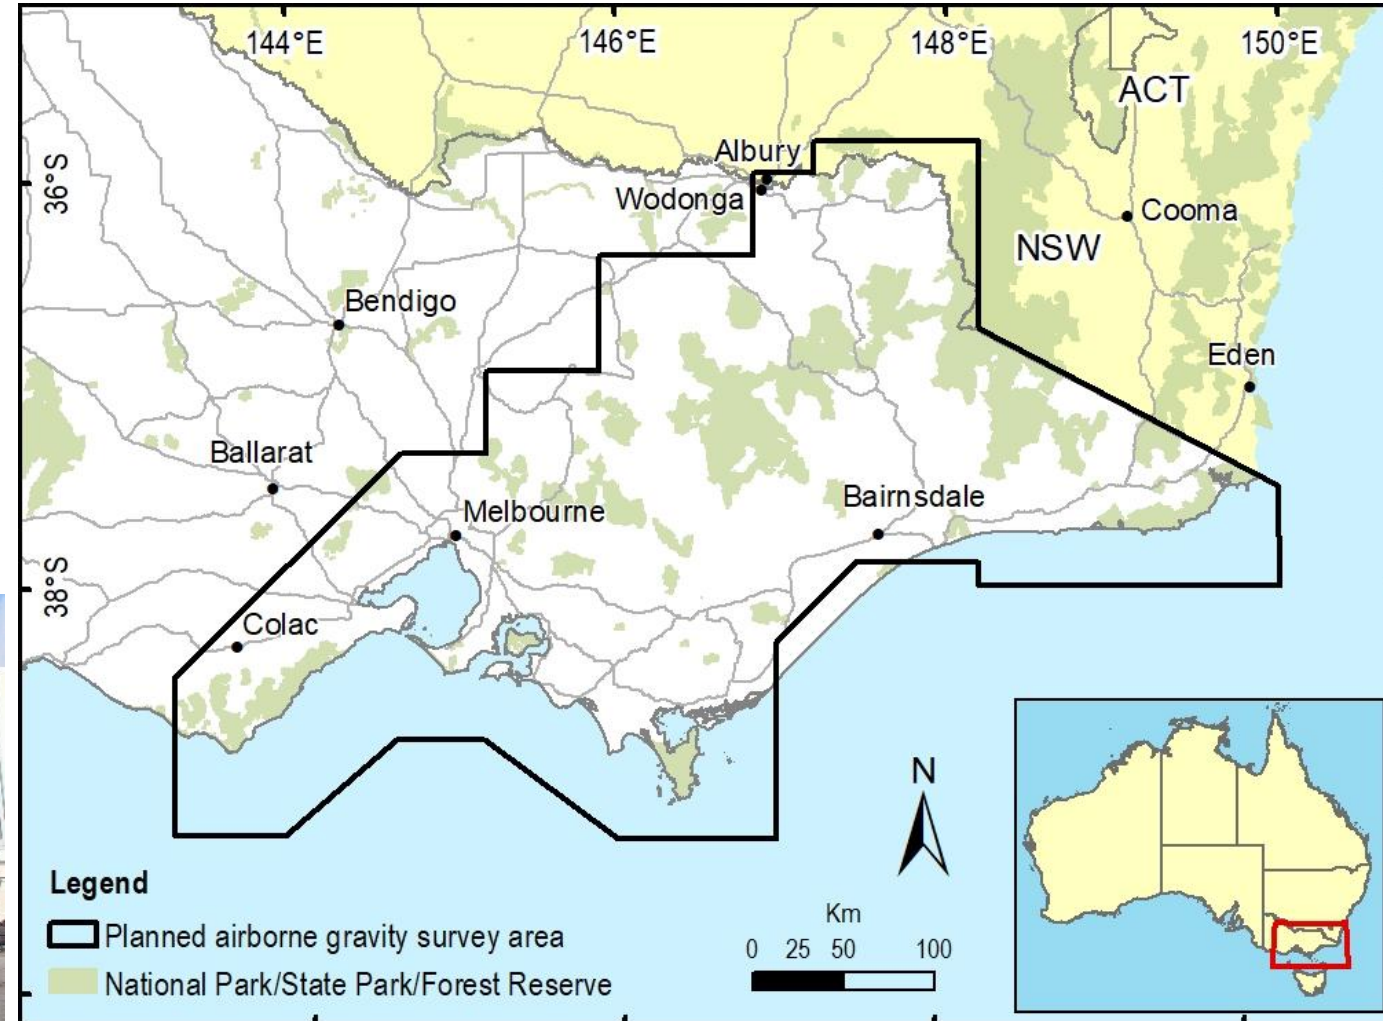 144°E 146°E 148°E 150°E
ACT
36°S
Albury
Wodonga
Cooma
NSW
Bendigo
Eden
Ballarat
Bairnsdale
Melbourne
38°S
Colac
N
Legend
Planned airborne gravity survey area
National Park/State Park/Forest Reserve
Km
0 25 50 100